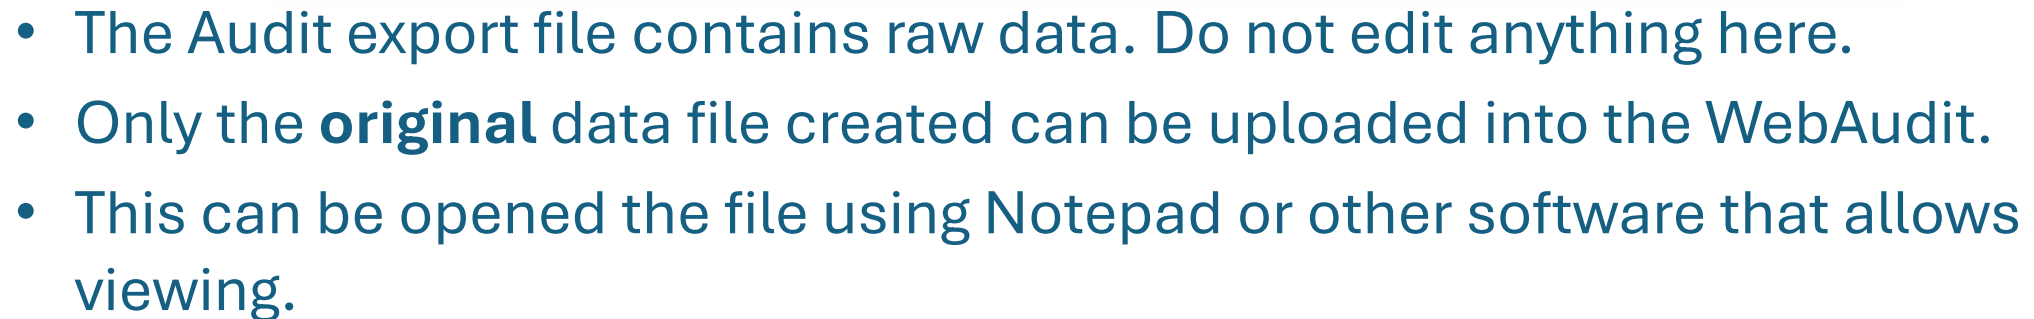 • The Audit export file contains raw data. Do not edit anything here.
• Only the original data file created can be uploaded into the WebAudit.
• This can be opened the file using Notepad or other software that allows
viewing.